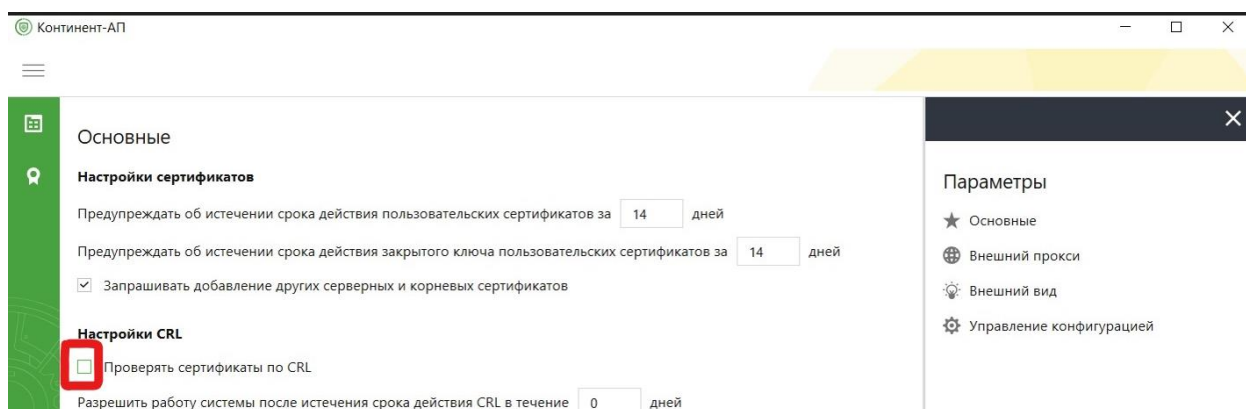 Континент-АП
Основные
Настройки сертификатов
Предупреждать об истечении срока действия пользовательских сертификатов за 14 дней
Предупреждать об истечении срока действия закрытого ключа пользовательских сертификатов за 14 дней
Запрашивать добавление других серверных и корневых сертификатов
Настройки CRL
Проверять сертификаты по CRL
Разрешить работу системы после истечения срока действия CRL в течение 0 дней
Параметры
Основные
Внешний прокси
Внешний вид
Управление конфигурацией